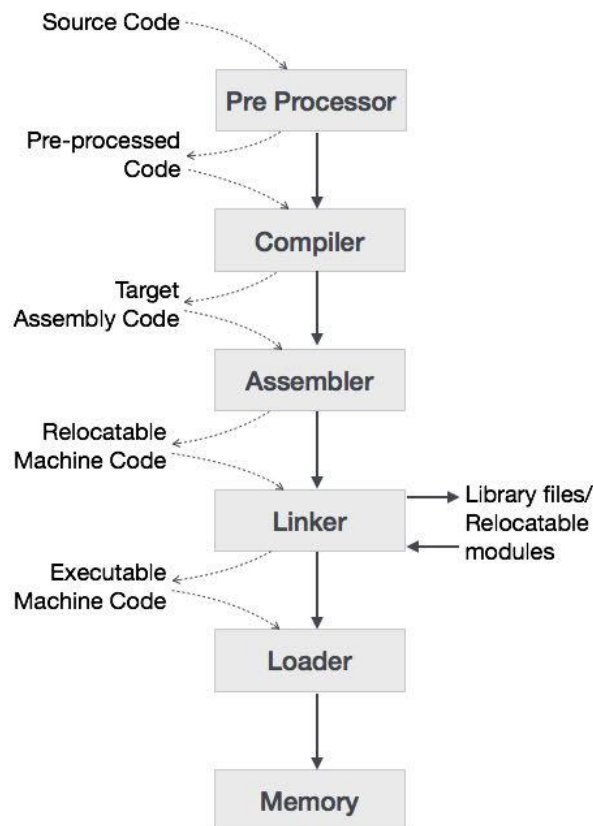 Source Code
Pre Processor
Pre-processed
Code
Compiler
Target
Assembly Code
Assembler
Relocatable
Machine Code
Linker
Library files/
Relocatable
modules
Executable
Machine Code
Loader
Memory